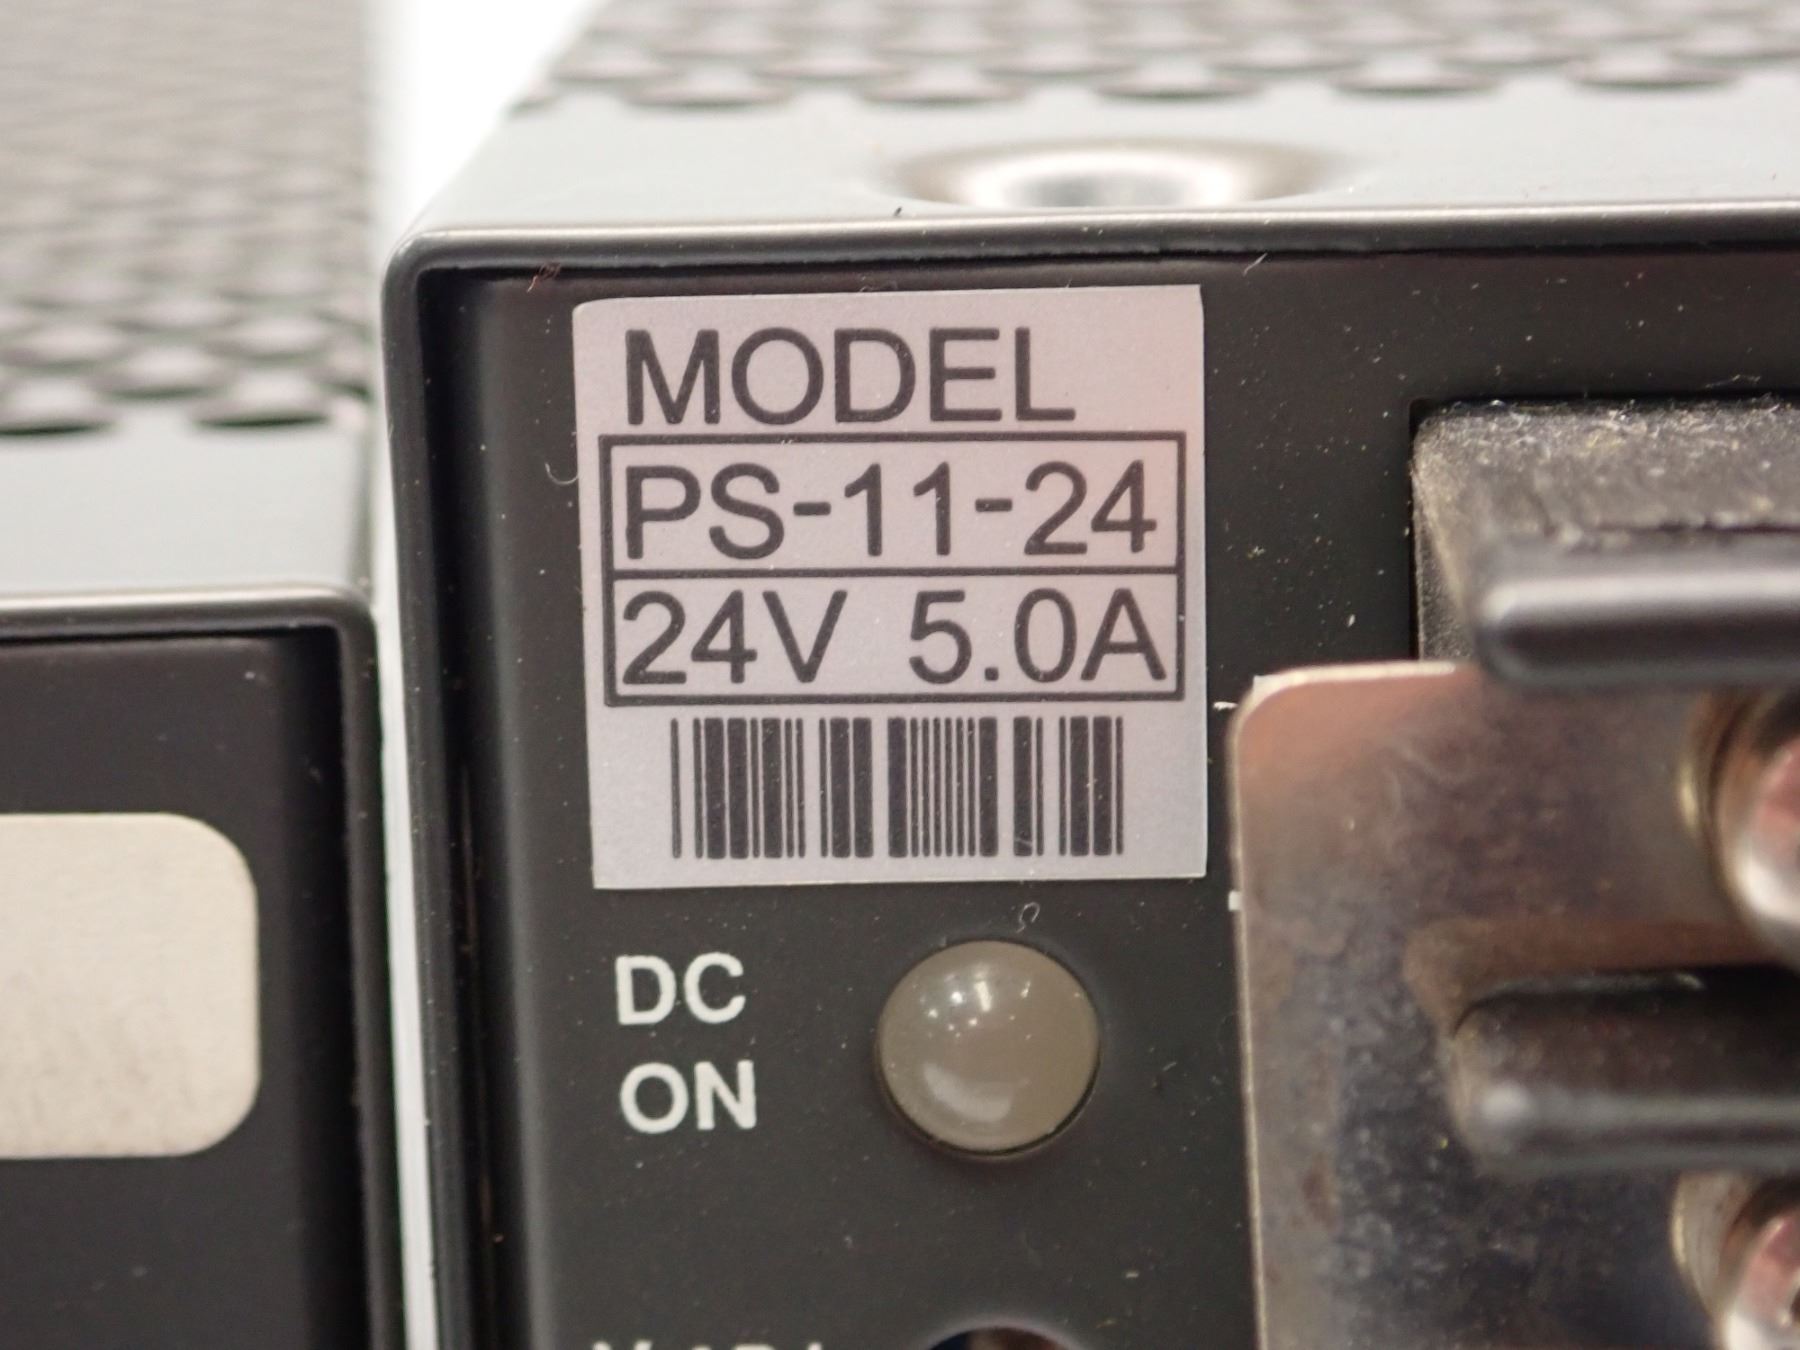 MODEL
PS-11-24
24V 5.0A
DC
ON